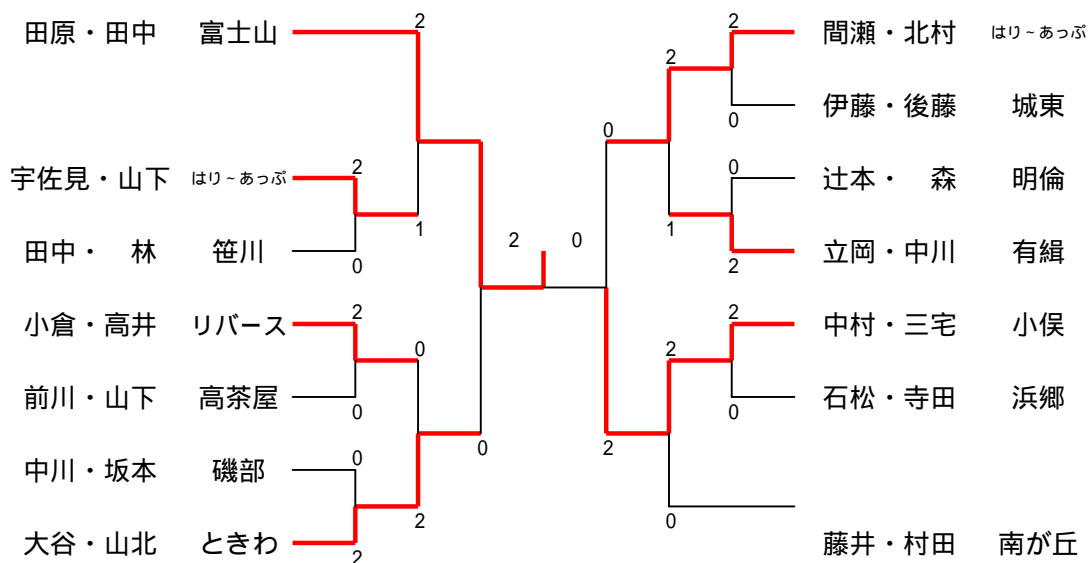 田原・田中 富士山
宇佐見・山下 はり~あっぷ
田中・ 林 笹川
小倉・高井 リバース
前川・山下 高茶屋
中川・坂本 磯部
大谷・山北 ときわ
2
2
0
2
0
0
2
1
0
2
0
2 0
0
2
2
1
2
0
2
0
0
2
2
0
間瀬・北村 はり~あっぷ
伊藤・後藤 城東
辻本・ 森 明倫
立岡・中川 有緝
中村・三宅 小俣
石松・寺田 浜郷
藤井・村田 南が丘